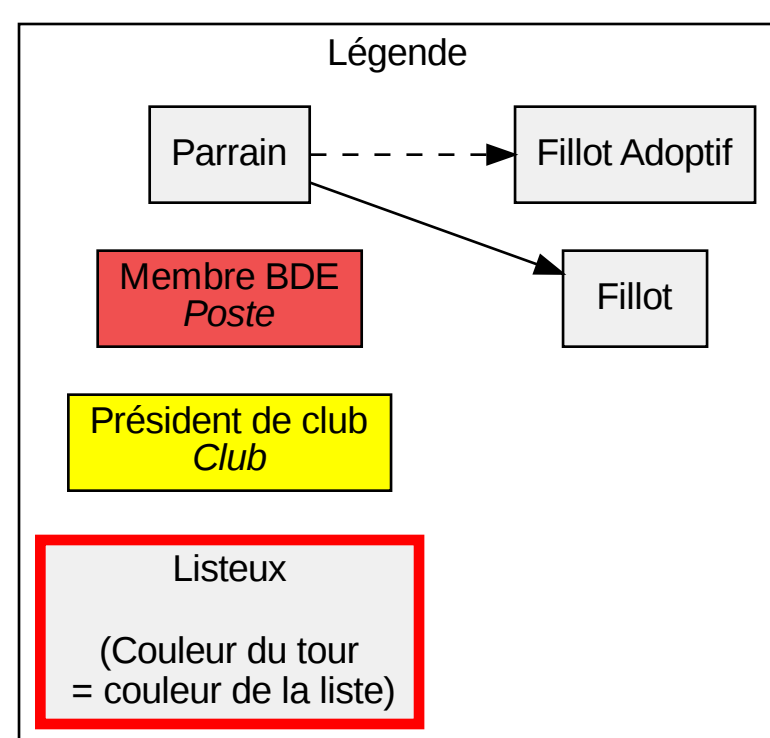 Légende
Parrain
Fillot Adoptif
Membre BDE
Poste
Fillot
Président de club
Club
Listeux
(Couleur du tour
= couleur de la liste)